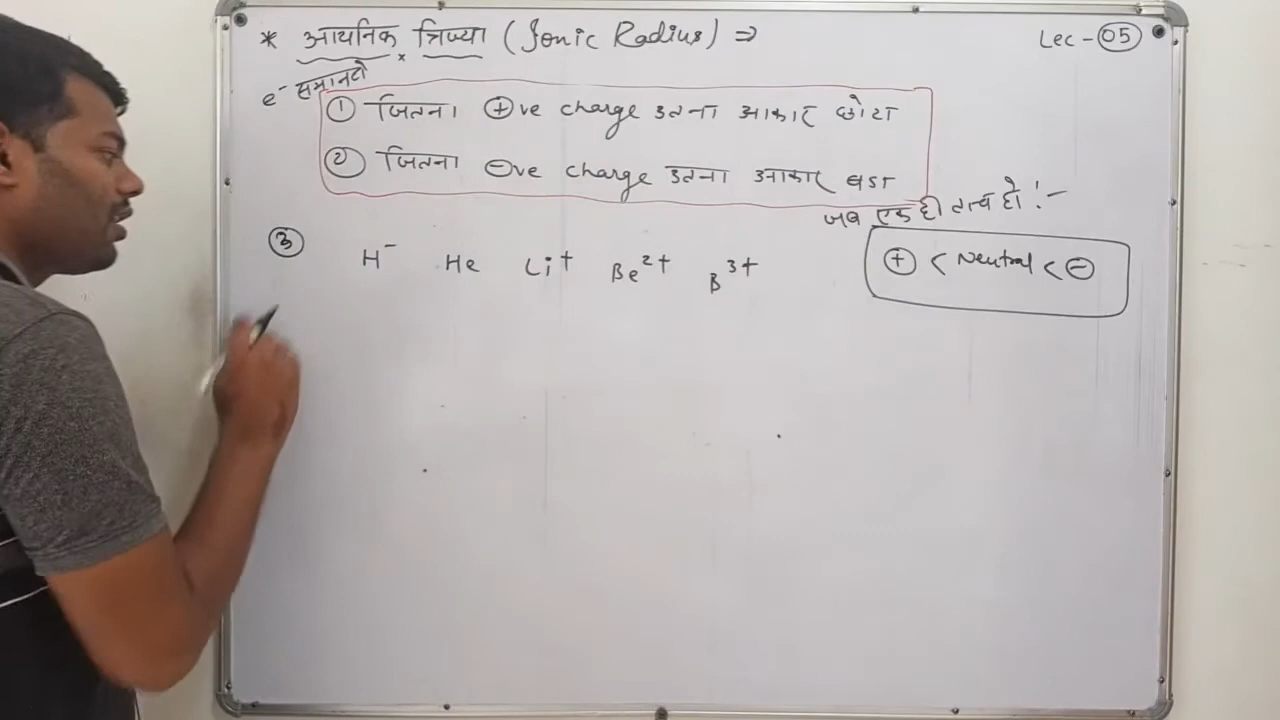 * आयनिक त्रिज्या (Ionic Radius) ⇒
Lec - 05
e⁻ समान हो
① जितना ⊕ve charge उतना आकार छोटा
② जितना ⊖ve charge उतना आकार बडा
जब एक ही तत्व हो !-
③ H⁻ He Li⁺ Be²⁺ B³⁺
⊕ < Neutral < ⊖